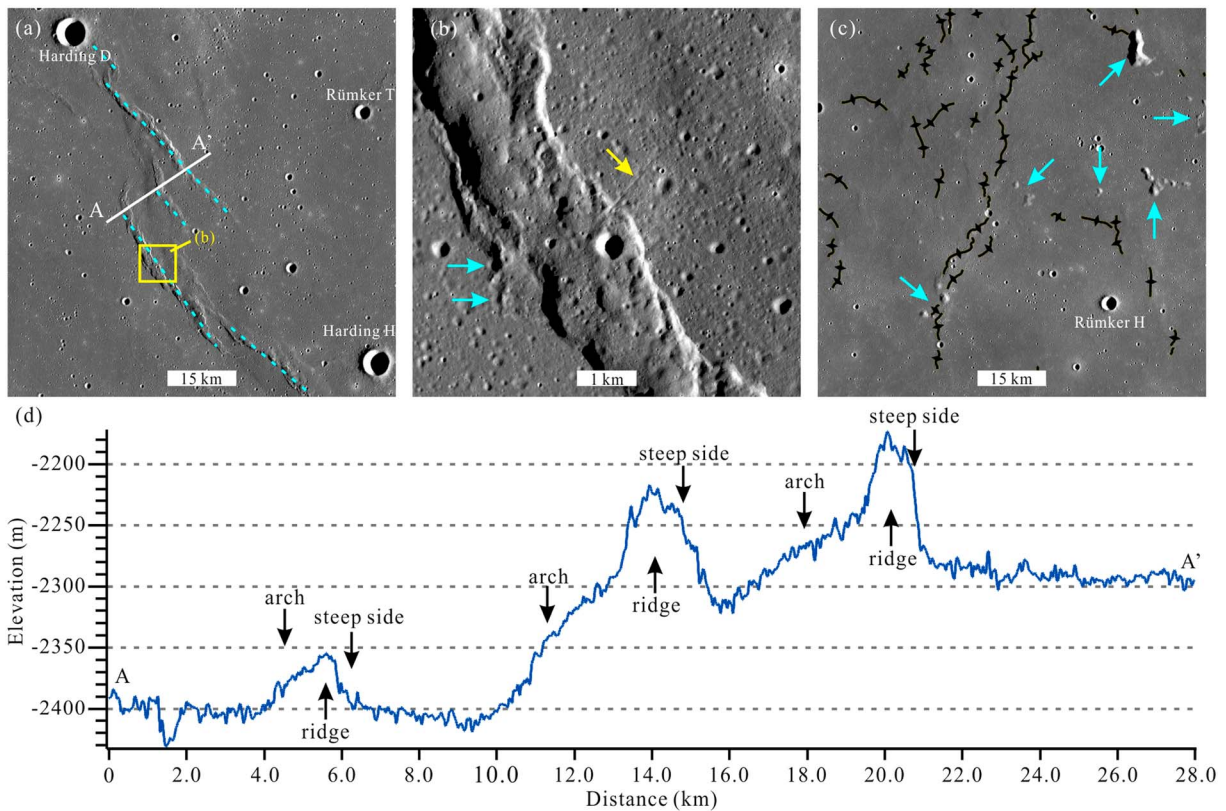 (a)
Harding D
Rümker T
A'
A
(b)
Harding H
15 km
(b)
1 km
(c)
Rümker H
15 km
(d)
steep side
steep side
arch
arch
arch
steep side
ridge
ridge
ridge
A
A'
Elevation (m)
-2200
-2250
-2300
-2350
-2400
0 2.0 4.0 6.0 8.0 10.0 12.0 14.0 16.0 18.0 20.0 22.0 24.0 26.0 28.0
Distance (km)